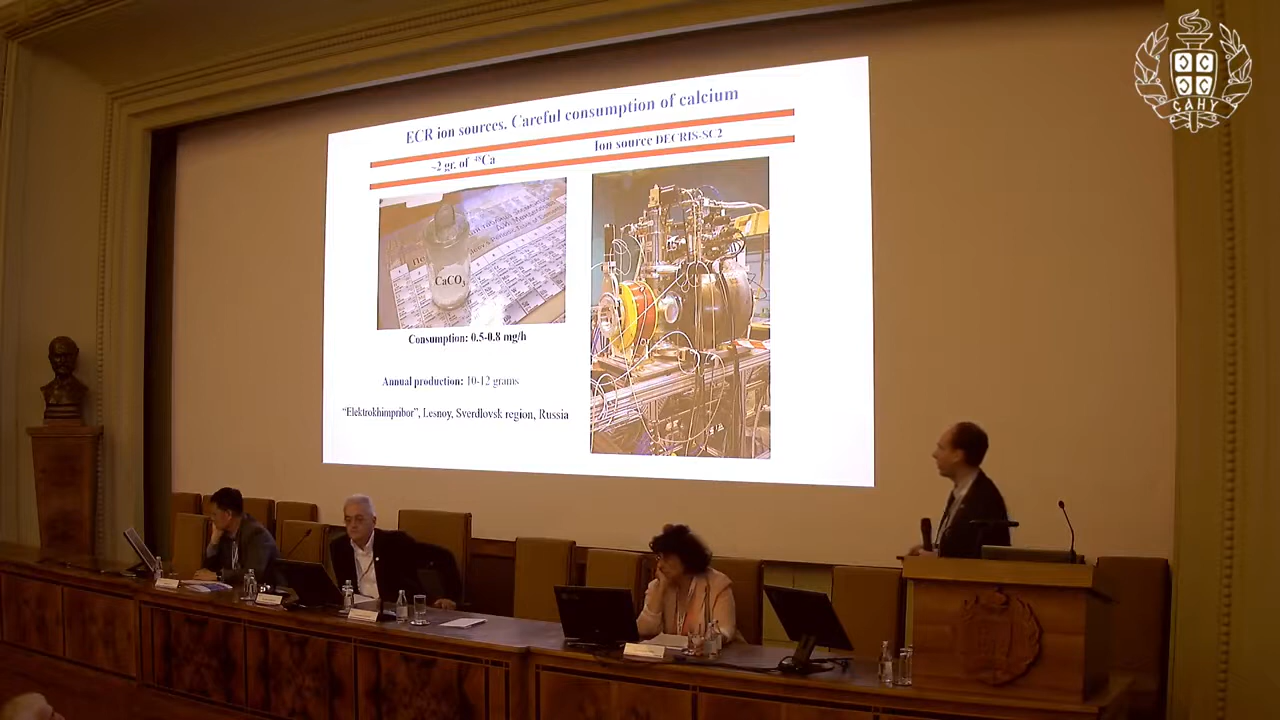 ECR ion sources. Careful consumption of calcium
~2 gr. of ⁴⁸Ca
Ion source DECRIS-SC2
CaCO₃
Consumption: 0.5-0.8 mg/h
Annual production: 10-12 grams
“Elektrokhimpribor”, Lesnoy, Sverdlovsk region, Russia
САНУ